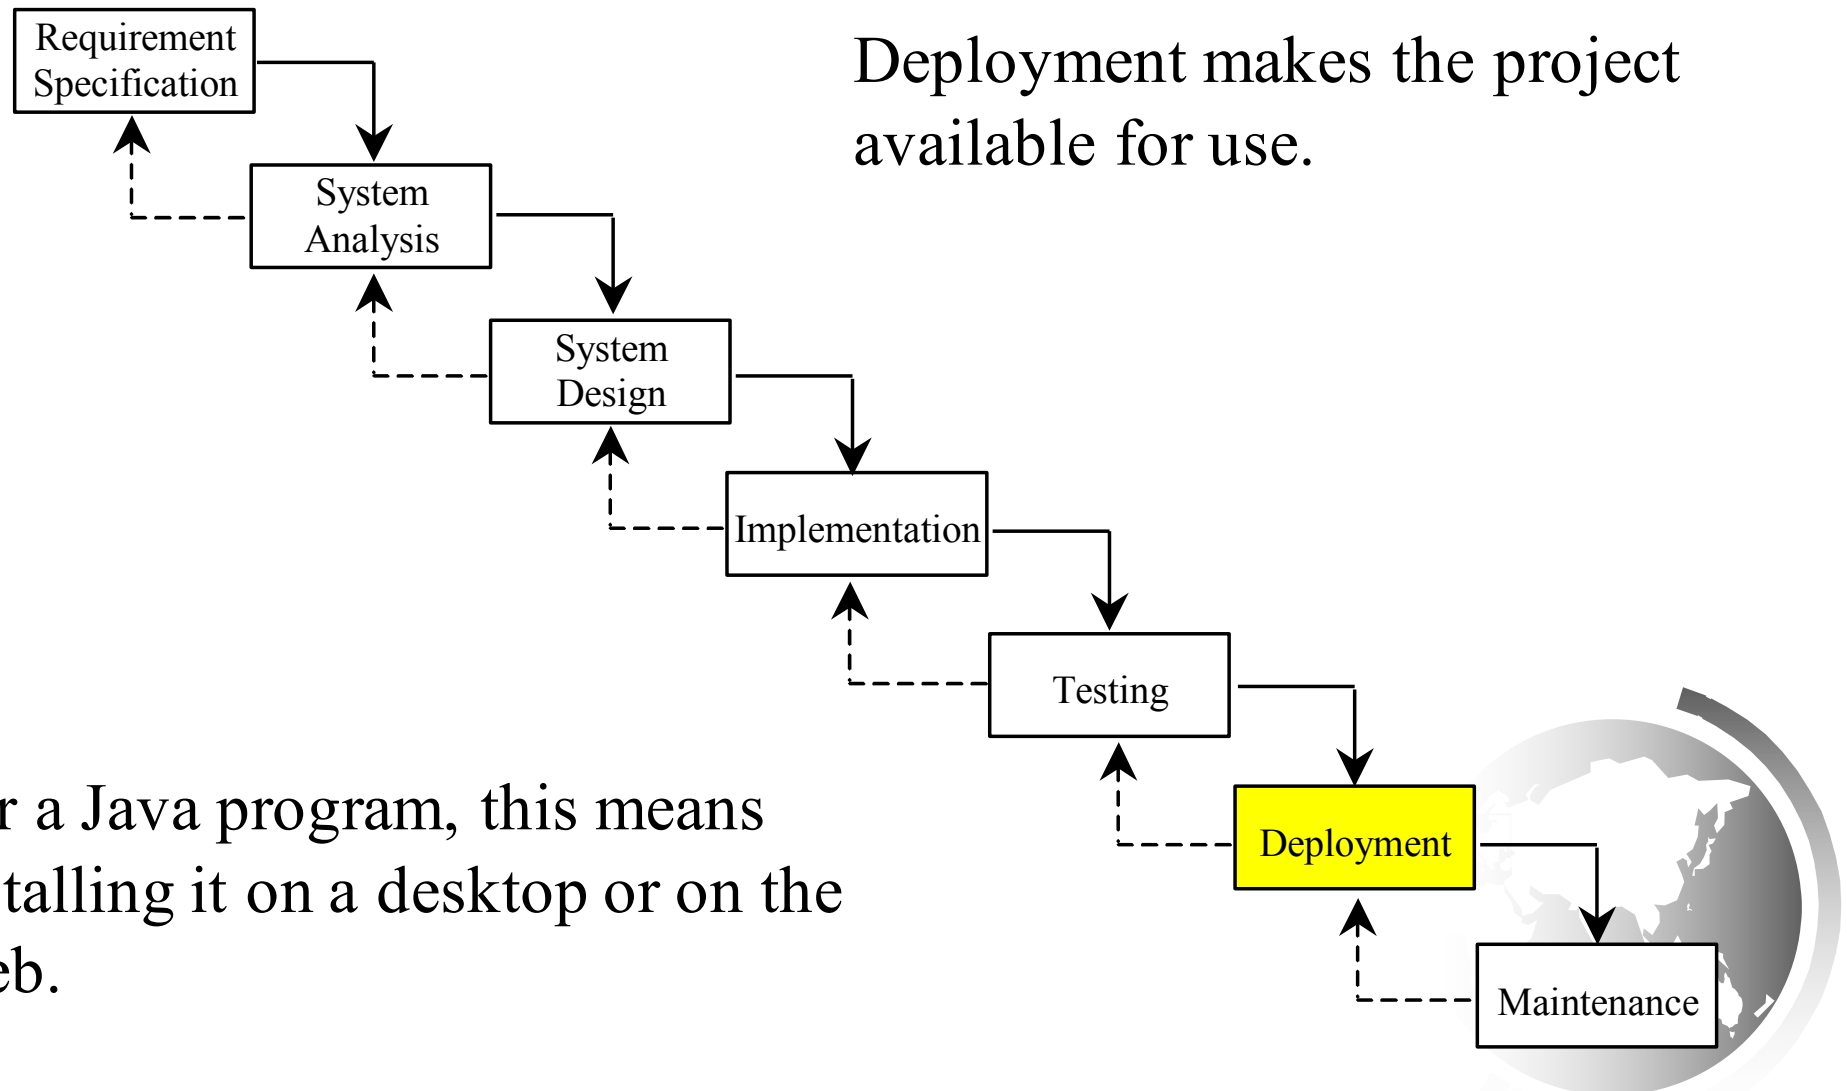 Requirement
Specification
Deployment makes the project
available for use.
System
Analysis
System
Design
Implementation
Testing
r a Java program, this means
talling it on a desktop or on the
eb.
Deployment
Maintenance